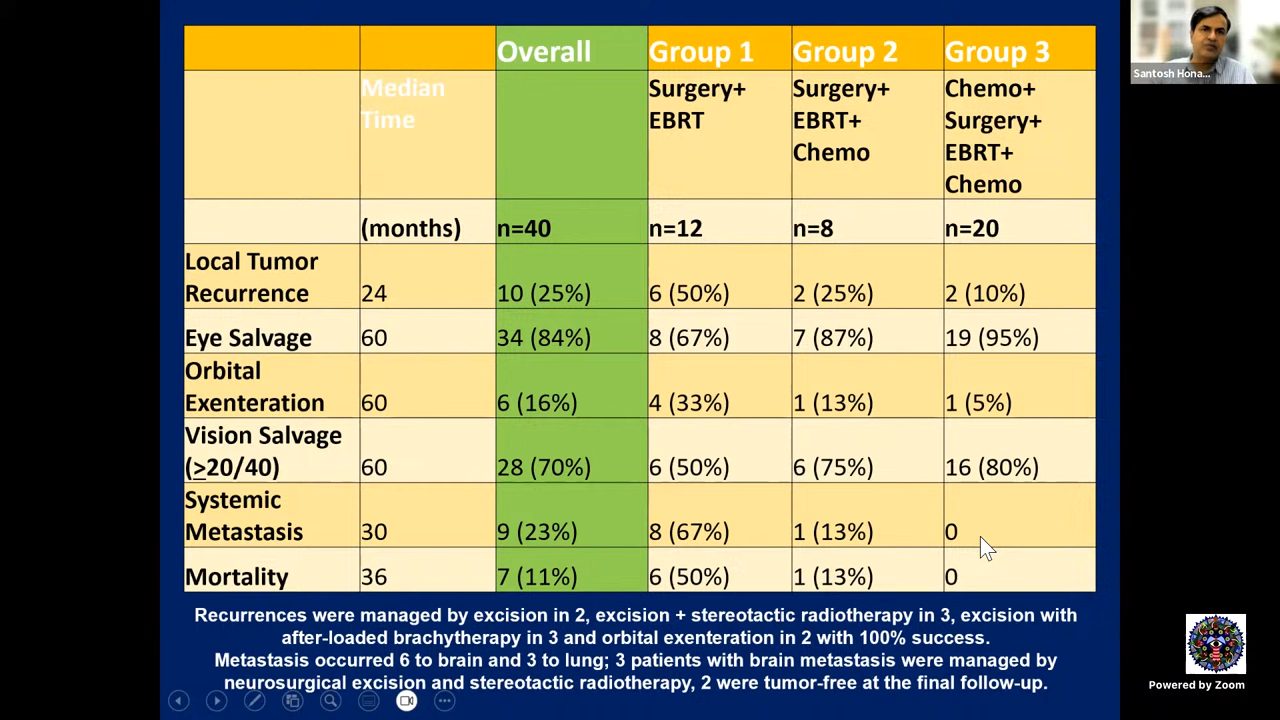 Overall Group 1 Group 2 Group 3
Median Time Surgery+ EBRT Surgery+ EBRT+ Chemo Chemo+ Surgery+ EBRT+ Chemo
(months) n=40 n=12 n=8 n=20
Local Tumor Recurrence 24 10 (25%) 6 (50%) 2 (25%) 2 (10%)
Eye Salvage 60 34 (84%) 8 (67%) 7 (87%) 19 (95%)
Orbital Exenteration 60 6 (16%) 4 (33%) 1 (13%) 1 (5%)
Vision Salvage (≥20/40) 60 28 (70%) 6 (50%) 6 (75%) 16 (80%)
Systemic Metastasis 30 9 (23%) 8 (67%) 1 (13%) 0
Mortality 36 7 (11%) 6 (50%) 1 (13%) 0
Recurrences were managed by excision in 2, excision + stereotactic radiotherapy in 3, excision with
after-loaded brachytherapy in 3 and orbital exenteration in 2 with 100% success.
Metastasis occurred 6 to brain and 3 to lung; 3 patients with brain metastasis were managed by
neurosurgical excision and stereotactic radiotherapy, 2 were tumor-free at the final follow-up.
Santosh Hona...
Powered by Zoom